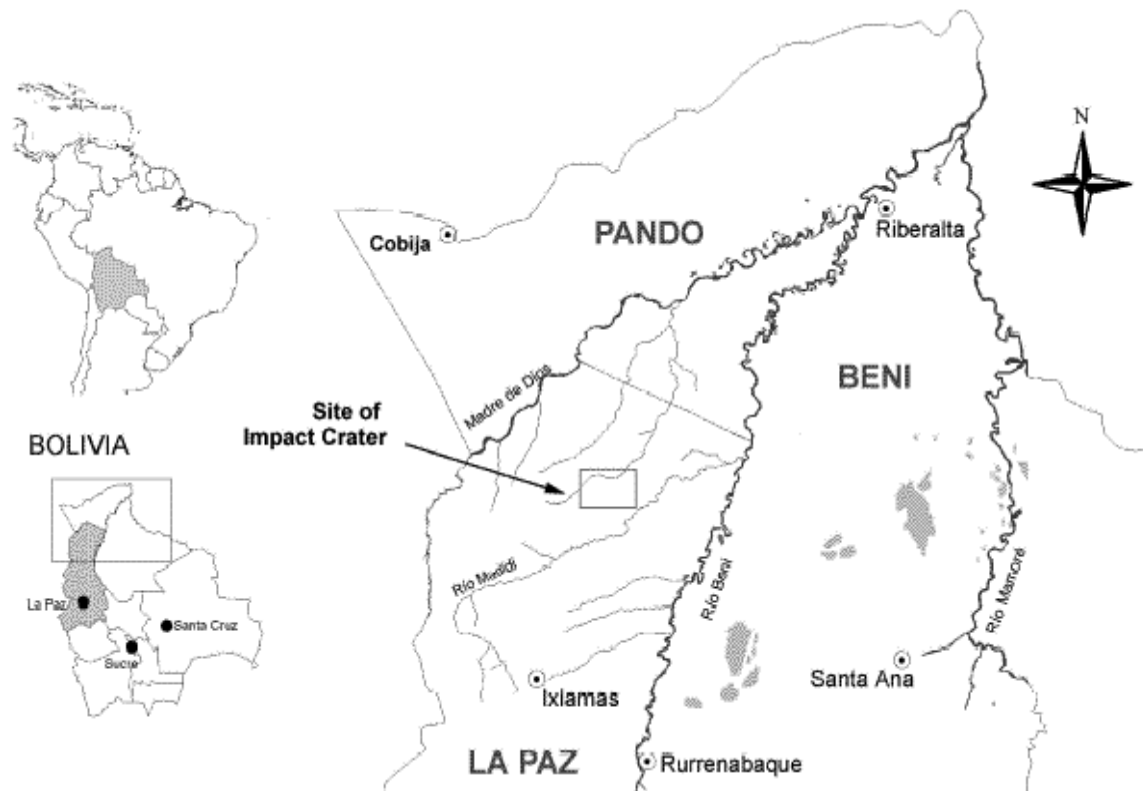 N
Cobija
PANDO
Riberalta
BENI
Madre de Dios
Site of
Impact Crater
BOLIVIA
La Paz
Santa Cruz
Sucre
Río Madidi
Río Beni
Río Mamoré
Ixiamas
Santa Ana
LA PAZ
Rurrenabaque